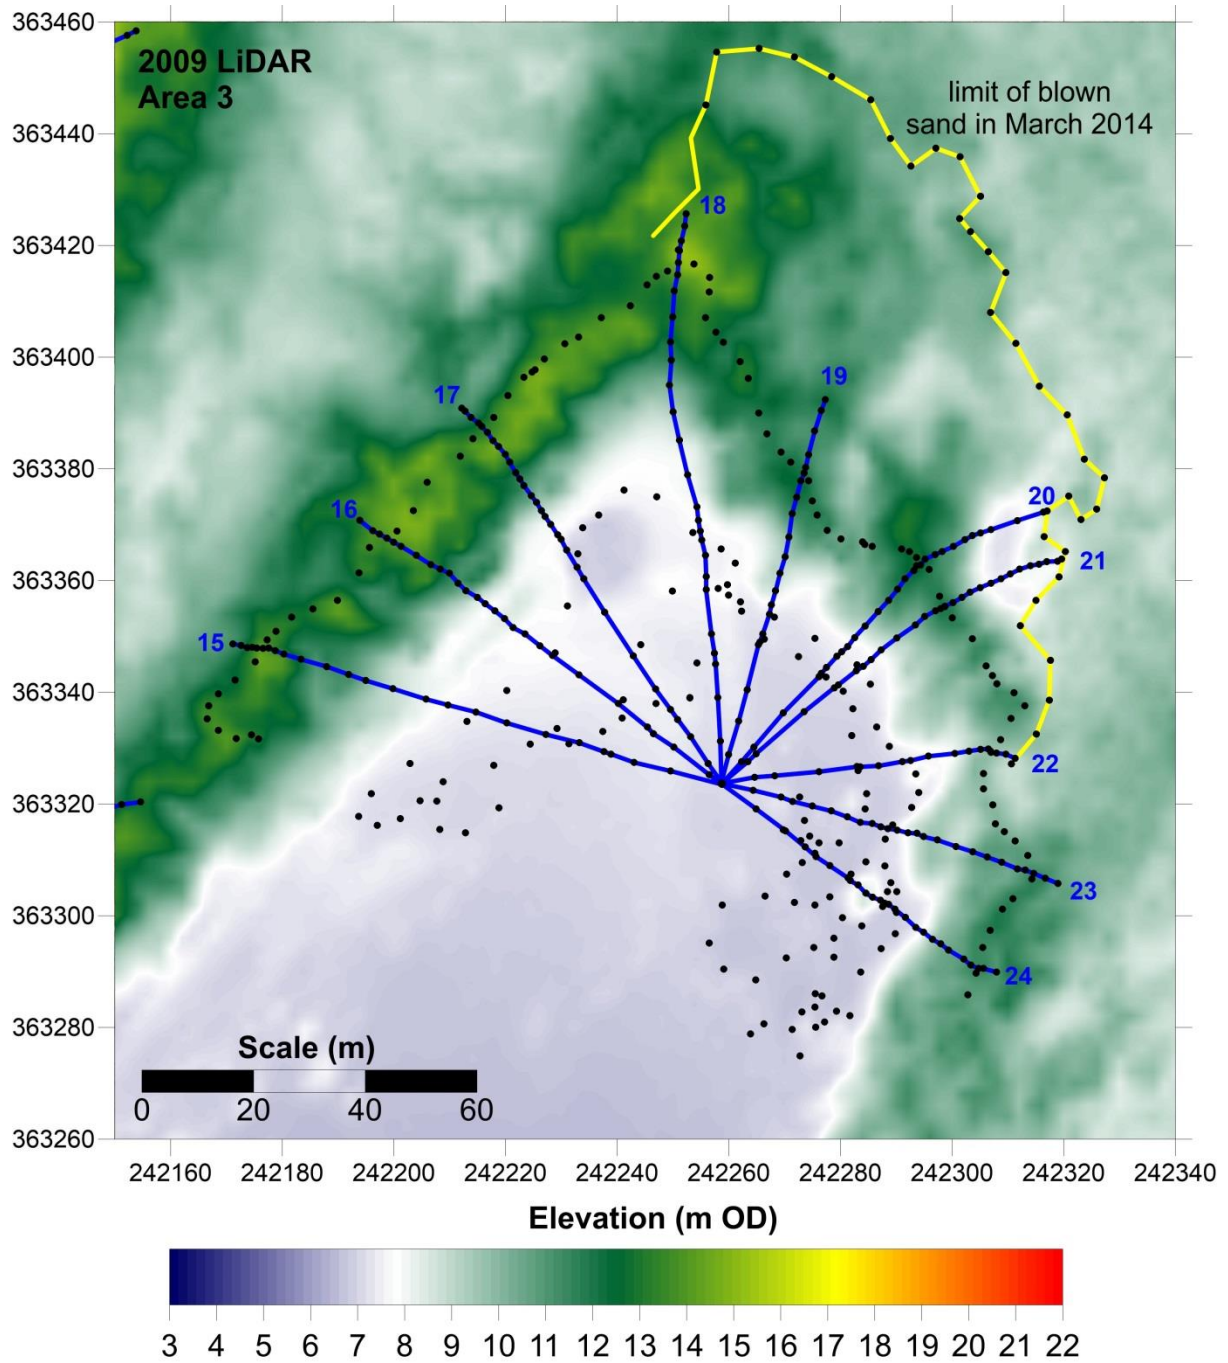 363460
2009 LiDAR
Area 3
limit of blown
sand in March 2014
363440
18
363420
363400
19
17
363380
16
20
363360
21
15
363340
22
363320
23
363300
24
363280
Scale (m)
0 20 40 60
363260
242160 242180 242200 242220 242240 242260 242280 242300 242320 242340
Elevation (m OD)
3 4 5 6 7 8 9 10 11 12 13 14 15 16 17 18 19 20 21 22